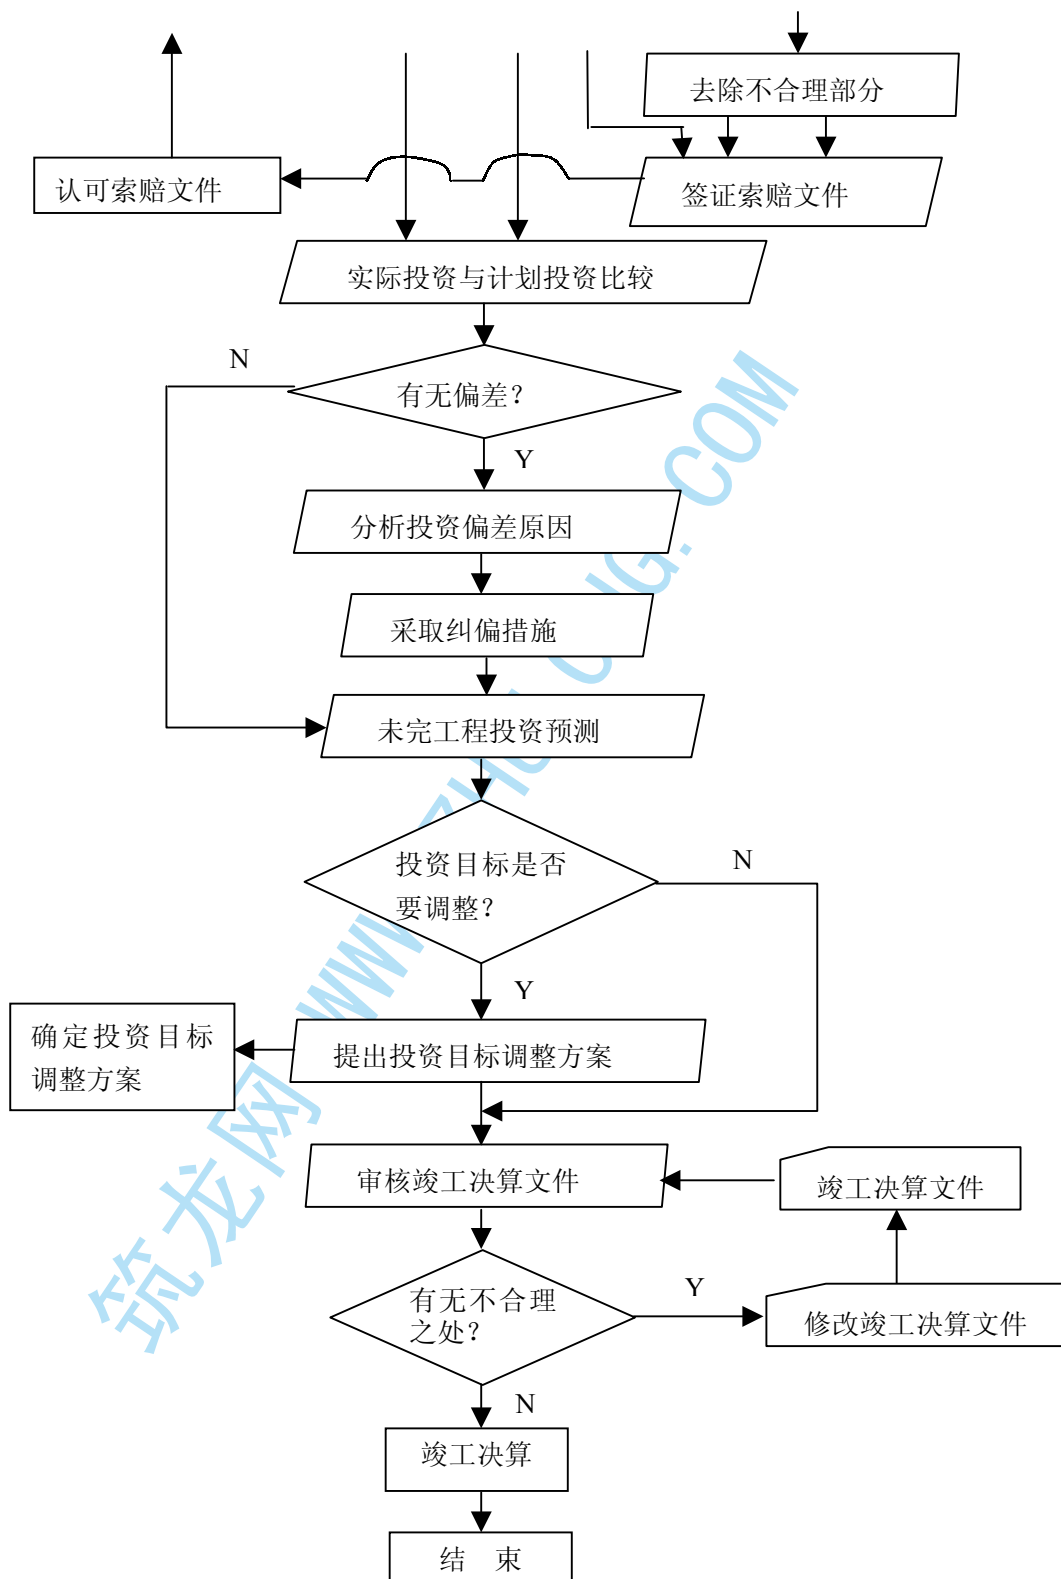 去除不合理部分
认可索赔文件
签证索赔文件
实际投资与计划投资比较
N
有无偏差？
Y
分析投资偏差原因
采取纠偏措施
未完工程投资预测
投资目标是否
要调整？
N
Y
确定投资目标
调整方案
提出投资目标调整方案
审核竣工决算文件
竣工决算文件
有无不合理
之处？
Y
修改竣工决算文件
N
竣工决算
结 束